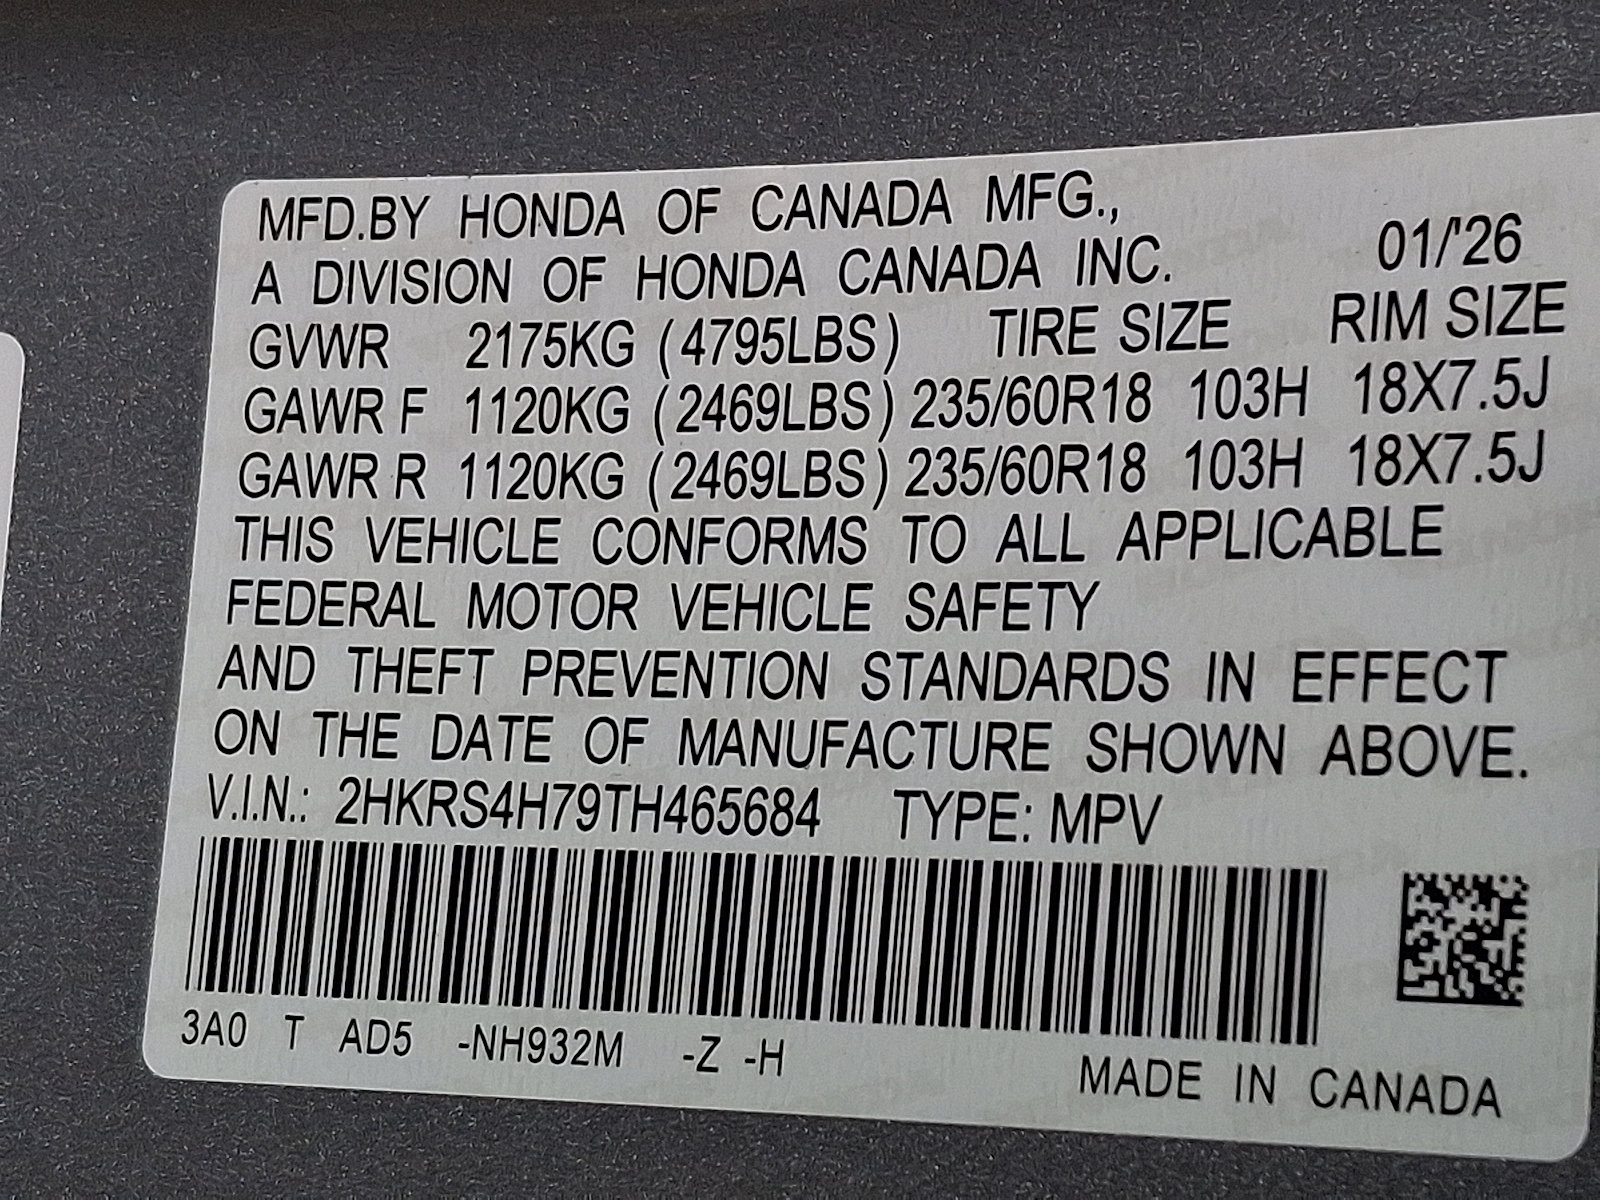 MFD.BY HONDA OF CANADA MFG.,
A DIVISION OF HONDA CANADA INC. 01/'26
GVWR 2175KG (4795LBS) TIRE SIZE RIM SIZE
GAWR F 1120KG (2469LBS) 235/60R18 103H 18X7.5J
GAWR R 1120KG (2469LBS) 235/60R18 103H 18X7.5J
THIS VEHICLE CONFORMS TO ALL APPLICABLE
FEDERAL MOTOR VEHICLE SAFETY
AND THEFT PREVENTION STANDARDS IN EFFECT
ON THE DATE OF MANUFACTURE SHOWN ABOVE.
V.I.N.: 2HKRS4H79TH465684 TYPE: MPV
3A0 T AD5 -NH932M -Z -H
MADE IN CANADA